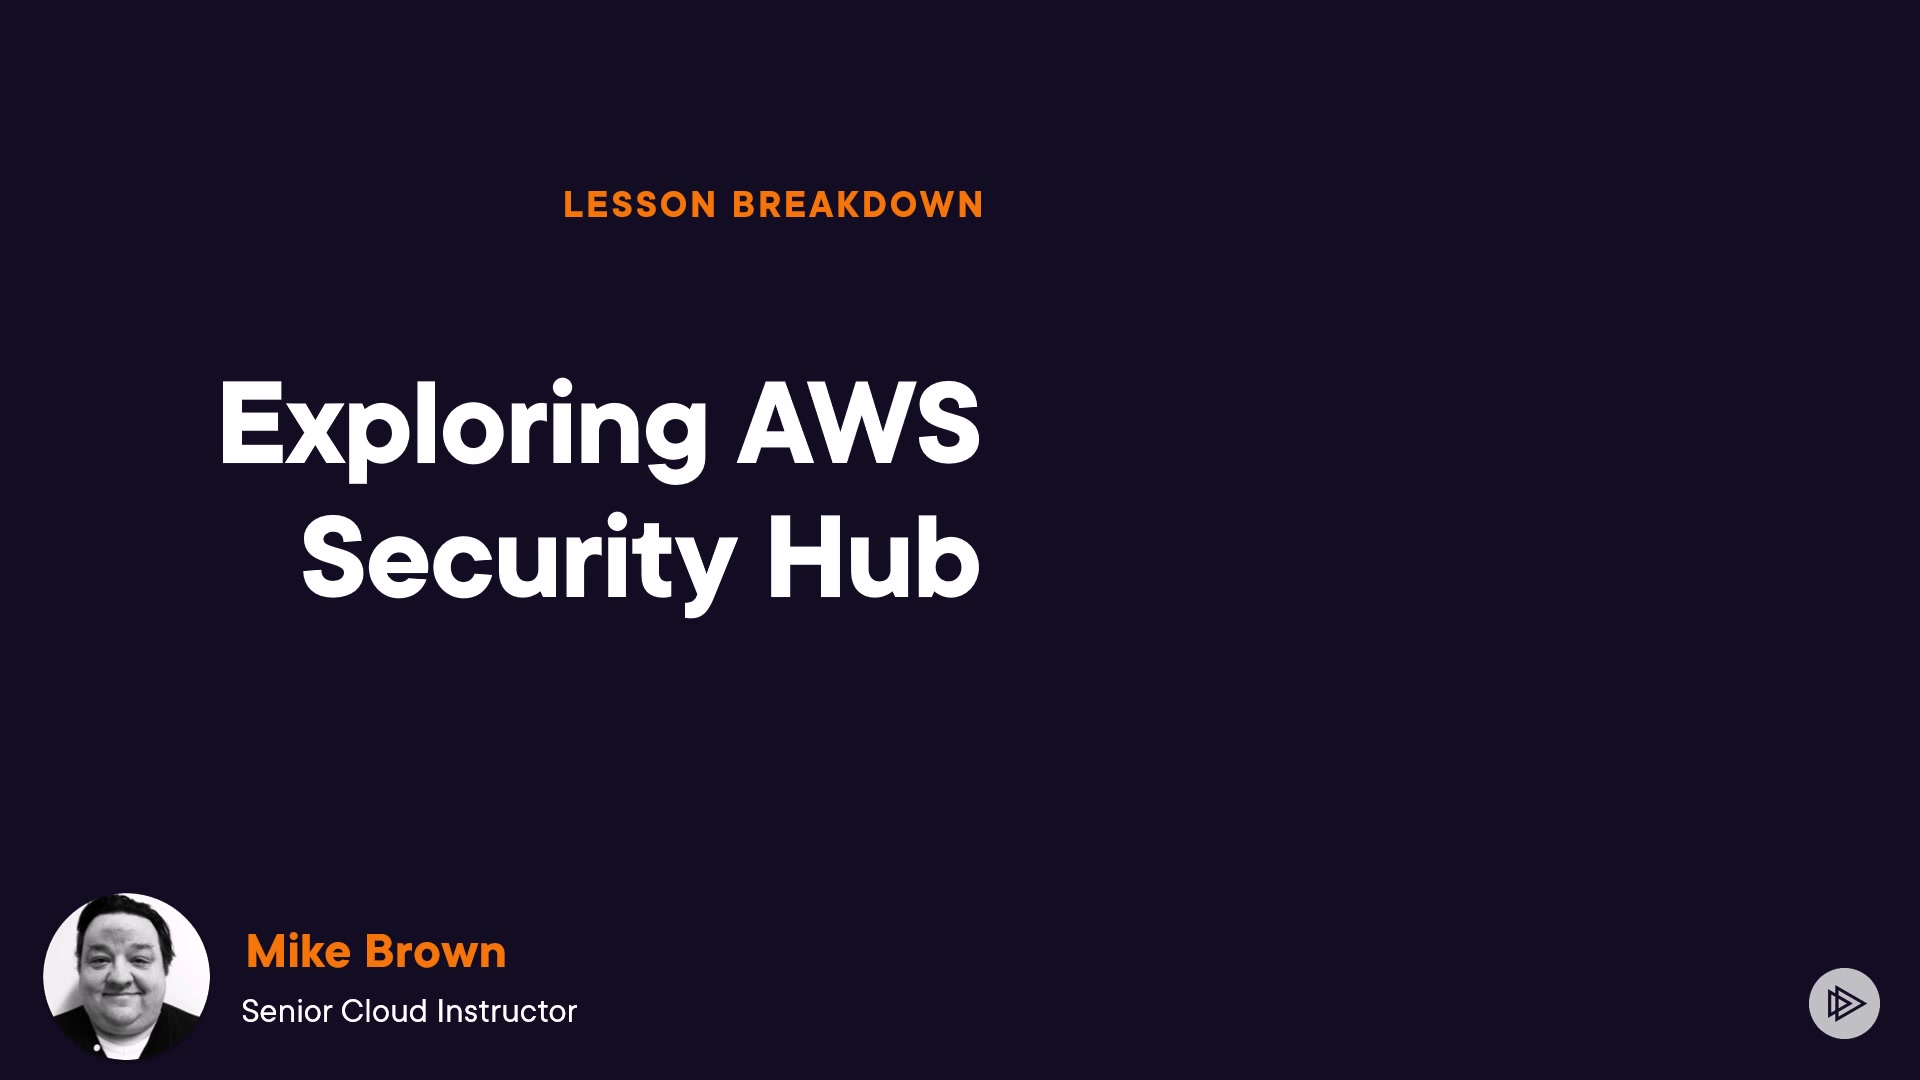 LESSON BREAKDOWN
Exploring AWS
Security Hub
Mike Brown
Senior Cloud Instructor